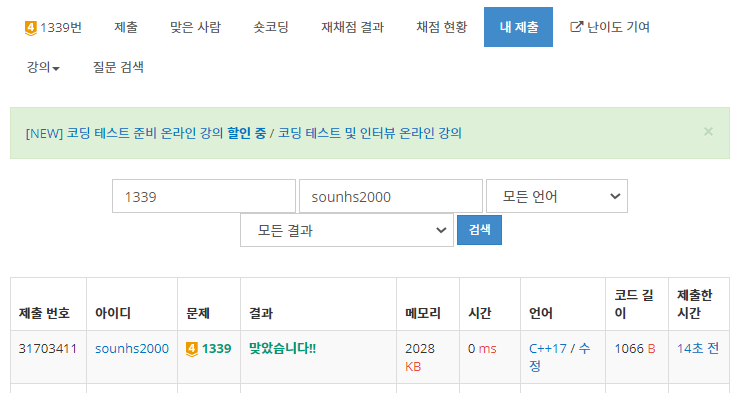 4 1339번 제출 맞은 사람 숏코딩 재채점 결과 채점 현황 내 제출 난이도 기여
강의 질문 검색
[NEW] 코딩 테스트 준비 온라인 강의 할인 중 / 코딩 테스트 및 인터뷰 온라인 강의 ×
1339 sounhs2000 모든 언어
모든 결과 검색
제출 번호 아이디 문제 결과 메모리 시간 언어 코드 길이 제출한 시간
31703411 sounhs2000 4 1339 맞았습니다!! 2028 KB 0 ms C++17 / 수정 1066 B 14초 전